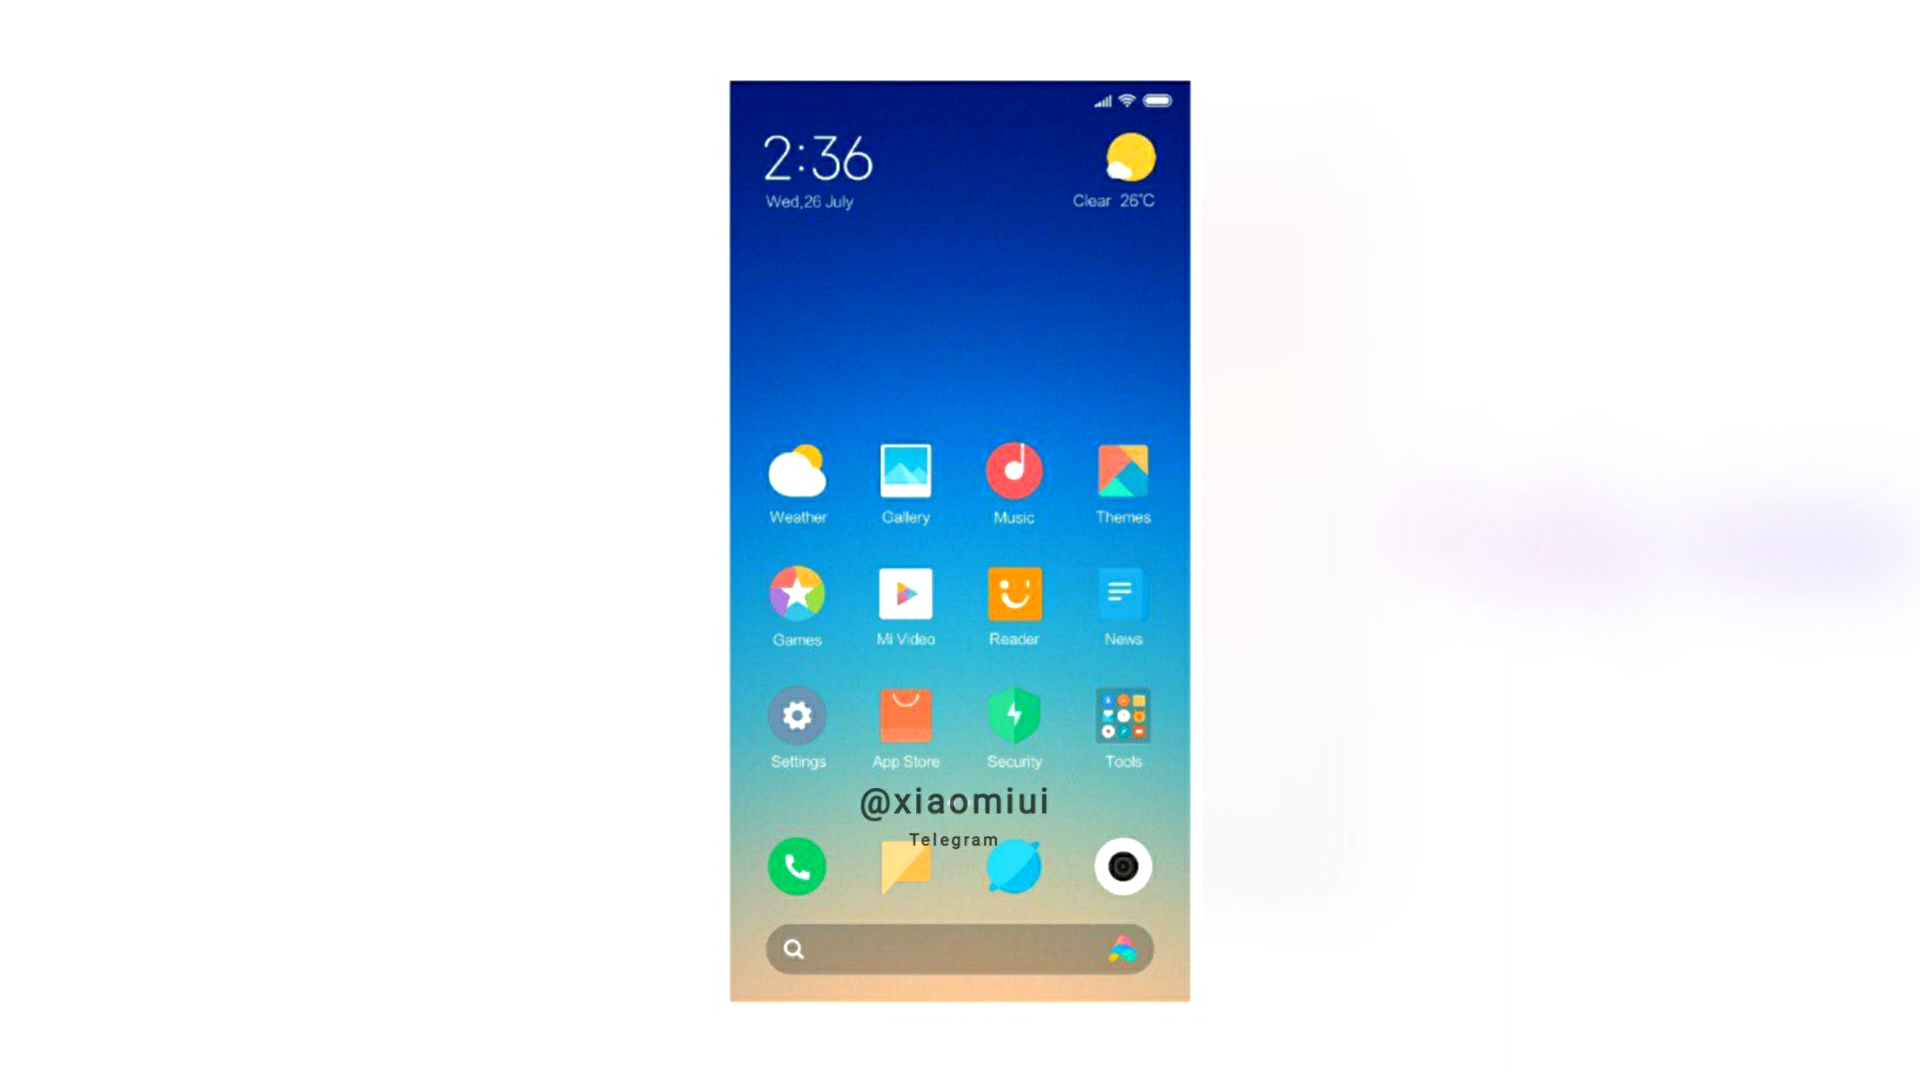 2:36
Wed,26 July
Clear 26°C
Weather
Gallery
Music
Themes
Games
Mi Video
Reader
News
Settings
App Store
Security
Tools
@xiaomiui
Telegram